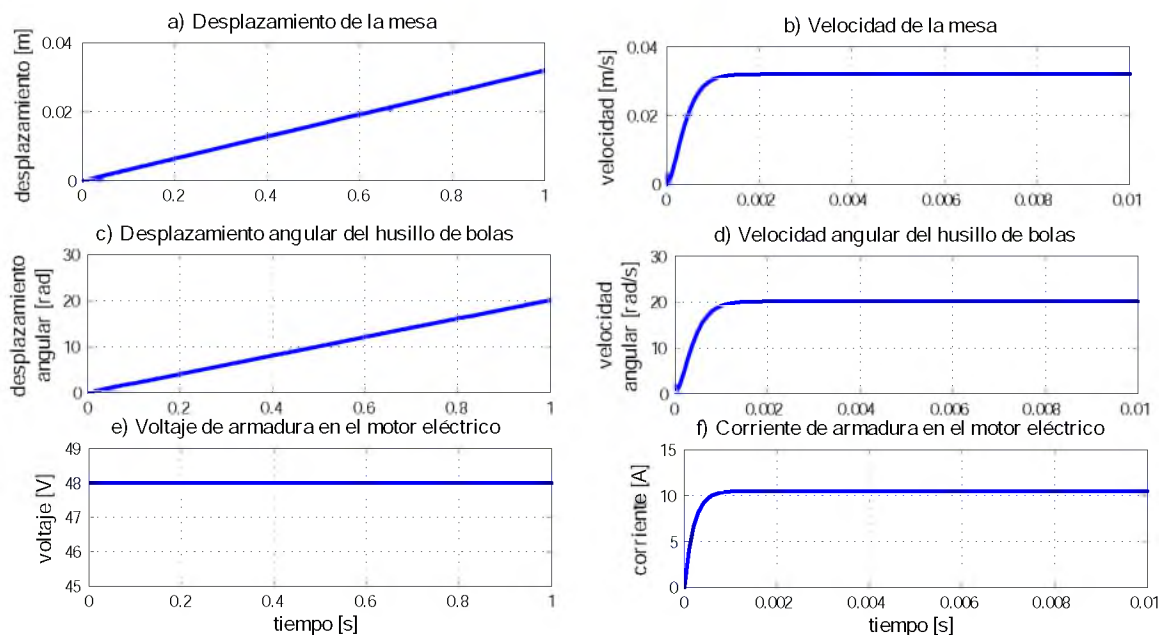 a) Desplazamiento de la mesa
desplazamiento [m]
0.04
0.02
0
0 0.2 0.4 0.6 0.8 1
b) Velocidad de la mesa
velocidad [m/s]
0.04
0.02
0
0 0.002 0.004 0.006 0.008 0.01
c) Desplazamiento angular del husillo de bolas
desplazamiento
angular [rad]
30
20
10
0
0 0.2 0.4 0.6 0.8 1
d) Velocidad angular del husillo de bolas
velocidad
angular [rad/s]
30
20
10
0
0 0.002 0.004 0.006 0.008 0.01
e) Voltaje de armadura en el motor eléctrico
voltaje [V]
49
48
47
46
45
0 0.2 0.4 0.6 0.8 1
tiempo [s]
f) Corriente de armadura en el motor eléctrico
corriente [A]
15
10
5
0
0 0.002 0.004 0.006 0.008 0.01
tiempo [s]